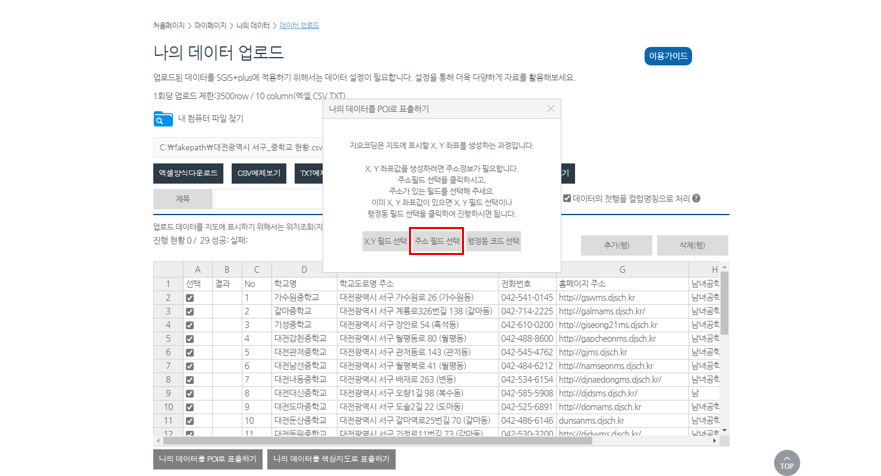 처음페이지 > 마이페이지 > 나의 데이터 > 데이터 업로드
나의 데이터 업로드
이용가이드
업로드된 데이터를 SGIS+plus에 적용하기 위해서는 데이터 설정이 필요합니다. 설정을 통해 더욱 다양하게 자료를 활용해보세요.
1회당 업로드 제한:3500row / 10 column(엑셀,CSV,TXT)
내 컴퓨터 파일 찾기
C:₩fakepath₩대전광역시 서구_중학교 현황.csv
엑셀양식다운로드 CSV예제보기 TXT예제 기
제목
데이터의 첫행을 컬럼명칭으로 처리 ?
업로드 데이터를 지도에 표시하기 위해서는 위치조회(지
진행 현황 0 / 29 성공: 실패:
추가(행) 삭제(행)
나의 데이터를 POI로 표출하기
지오코딩은 지도에 표시할 X, Y 좌표를 생성하는 과정입니다.
X, Y 좌표값을 생성하려면 주소정보가 필요합니다.
주소필드 선택을 클릭하시고,
주소가 있는 필드를 선택해 주세요.
이미 X, Y 좌표값이 있으면 X, Y 필드 선택이나
행정동 필드 선택을 클릭하여 진행하시면 됩니다.
X,Y 필드 선택 주소 필드 선택 행정동 코드 선택
A B C D G H
1 선택 결과 No 학교명 학교도로명 주소 전화번호 홈페이지 주소 남녀공학
2 1 가수원중학교 대전광역시 서구 가수원로 26 (가수원동) 042-541-0145 http://gswms.djsch.kr 남녀공학
3 2 갈마중학교 대전광역시 서구 계룡로326번길 138 (갈마동) 042-714-2225 http://galmams.djsch.kr/ 남녀공학
4 3 기성중학교 대전광역시 서구 장안로 54 (흑석동) 042-610-0200 http://giseong21ms.djsch.kr 남녀공학
5 4 대전갑천중학교 대전광역시 서구 월평동로 80 (월평동) 042-488-8600 http://gapcheonms.djsch.kr 남녀공학
6 5 대전관저중학교 대전광역시 서구 관저동로 143 (관저동) 042-545-4762 http://gjms.djsch.kr 남녀공학
7 6 대전남선중학교 대전광역시 서구 월평북로 41 (월평동) 042-484-6212 http://namseonms.djsch.kr 남녀공학
8 7 대전내동중학교 대전광역시 서구 배재로 263 (변동) 042-534-6154 http://djnaedongms.djsch.kr/ 남녀공학
9 8 대전대신중학교 대전광역시 서구 오량1길 98 (복수동) 042-585-5908 http://djdsms.djsch.kr/ 남
10 9 대전도마중학교 대전광역시 서구 도솔2길 22 (도마동) 042-525-6891 http://domams.djsch.kr 남녀공학
11 10 대전둔산중학교 대전광역시 서구 갈마역로25번길 70 (갈마동) 042-486-6146 dunsanms.djsch.kr 남녀공학
12 11 대전둔원중학교 대전광역시 서구 괴정로11번길 73 (괴정동) 042-530-3200 http://djdwms.djsch.kr/ 남녀공학
나의 데이터를 POI로 표출하기 나의 데이터를 색상지도로 표출하기
TOP